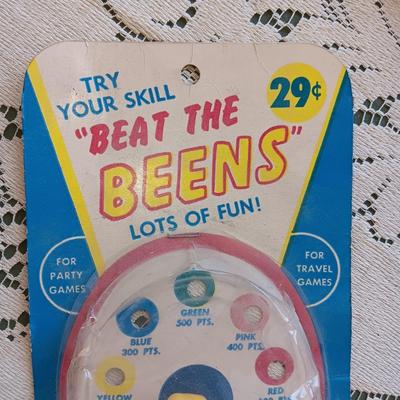 TRY
YOUR SKILL
29¢
"BEAT THE
BEENS"
LOTS OF FUN!
FOR
PARTY
GAMES
FOR
TRAVEL
GAMES
GREEN
500 PTS.
BLUE
300 PTS.
PINK
400 PTS.
YELLOW
RED
PTS.